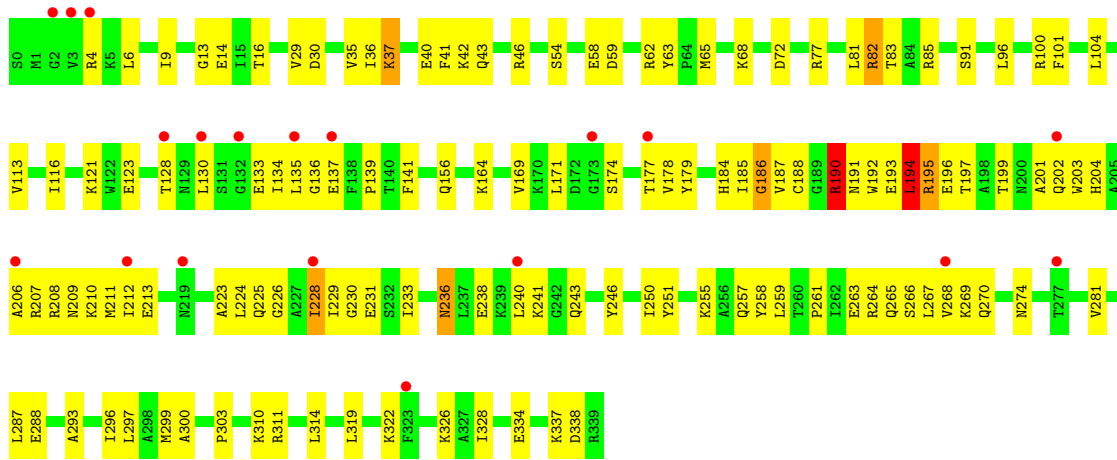 S0 M1 G2 V3 R4 K5 L6 I9 G13 E14 I15 T16 V29 D30 V35 I36 K37 E40 F41 K42 Q43 R46 S54 E58 D59 R62 Y63 P64 M65 K68 D72 R77 L81 R82 T83 A84 R85 S91 L96 R100 F101 L104
V113 I116 K121 W122 E123 T128 N129 L130 S131 G132 E133 I134 L135 G136 E137 F138 P139 T140 F141 Q156 K164 V169 K170 L171 D172 G173 S174 T177 V178 Y179 H184 I185 G186 V187 C188 G189 R190 N191 W192 E193 L194 R195 E196 T197 A198 T199 N200 A201 Q202 W203 H204 A205
A206 R207 R208 N209 K210 M211 I212 E213 N219 A223 L224 Q225 G226 A227 I228 I229 G230 E231 S232 I233 N236 L237 E238 K239 L240 K241 G242 Q243 Y246 I250 Y251 K255 A256 Q257 Y258 L259 T260 P261 I262 E263 R264 Q265 S266 L267 V268 K269 Q270 N274 T277 V281
L287 E288 A293 I296 L297 A298 M299 A300 P303 K310 R311 L314 L319 K322 F323 K326 A327 I328 E334 K337 D338 R339